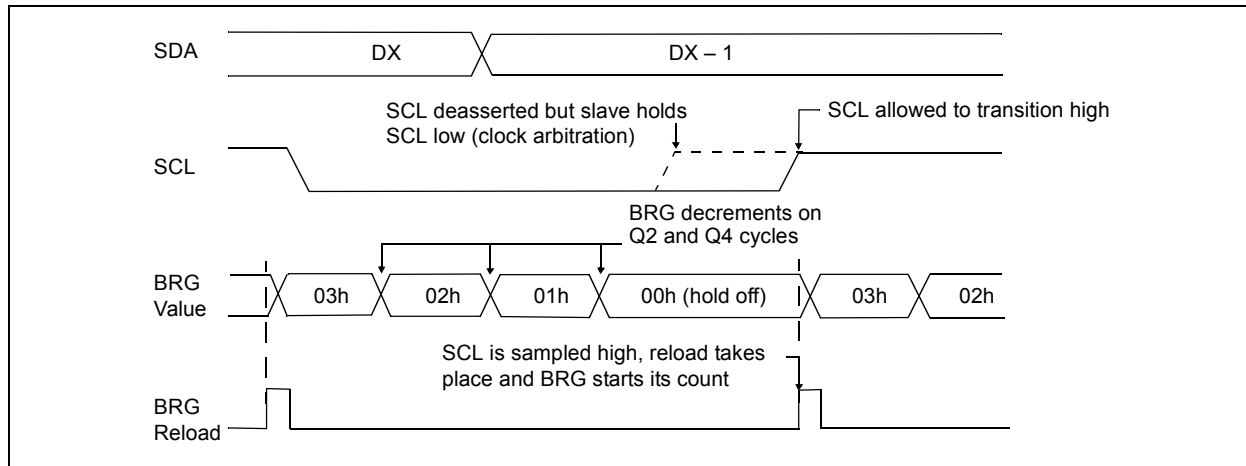 SDA
DX
DX – 1
SCL deasserted but slave holds
SCL low (clock arbitration)
SCL allowed to transition high
SCL
BRG decrements on
Q2 and Q4 cycles
BRG
Value
03h
02h
01h
00h (hold off)
03h
02h
SCL is sampled high, reload takes
place and BRG starts its count
BRG
Reload